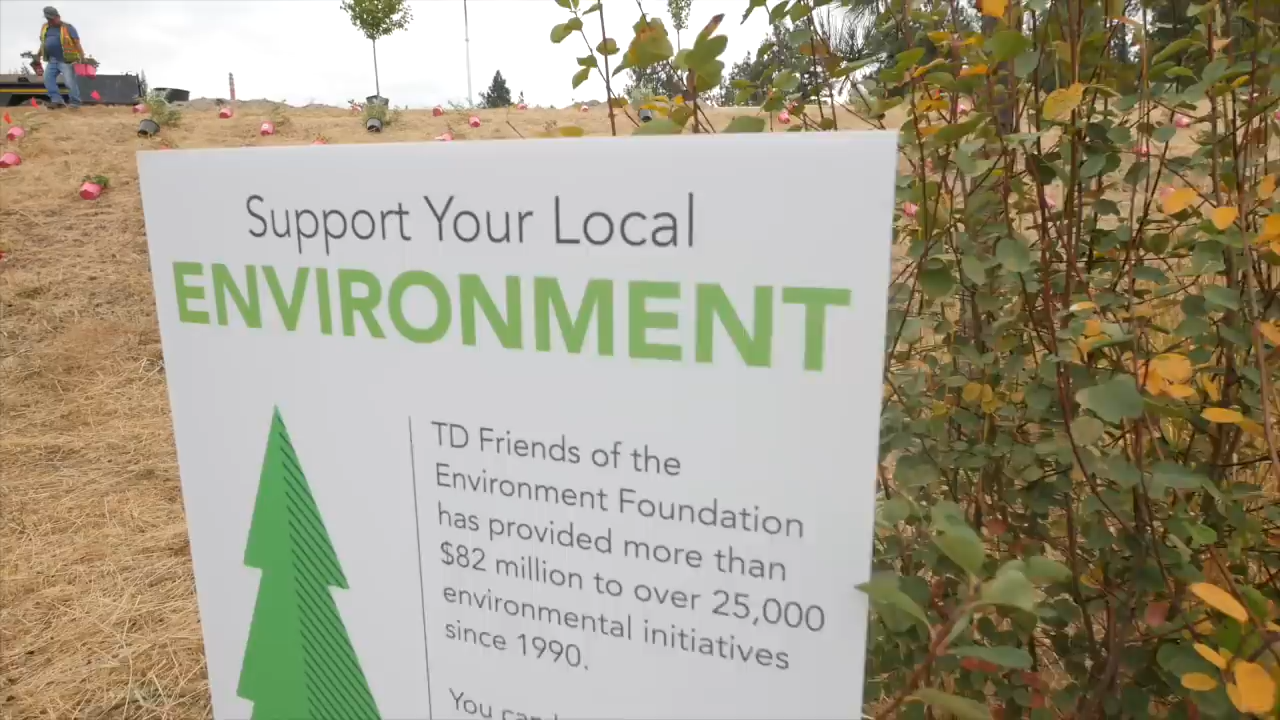 Support Your Local
ENVIRONMENT
TD Friends of the
Environment Foundation
has provided more than
$82 million to over 25,000
environmental initiatives
since 1990.
You can